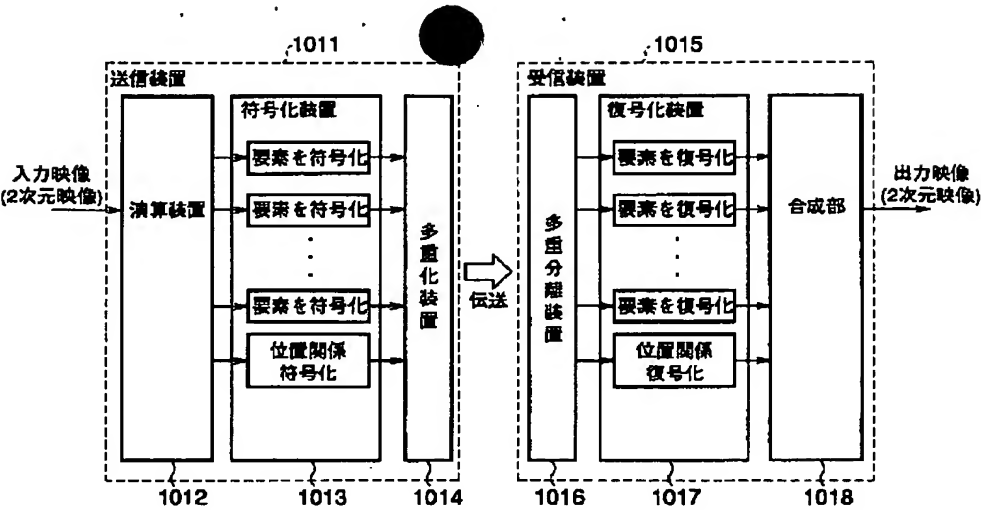 1011
1015
送信装置
受信装置
符号化装置
復号化装置
要素を符号化
要素を復号化
入力映像
(2次元映像)
出力映像
(2次元映像)
演算装置
要素を符号化
要素を復号化
合成部
多重化装置
伝送
多重分離装置
要素を符号化
要素を復号化
位置関係
符号化
位置関係
復号化
1012
1013
1014
1016
1017
1018